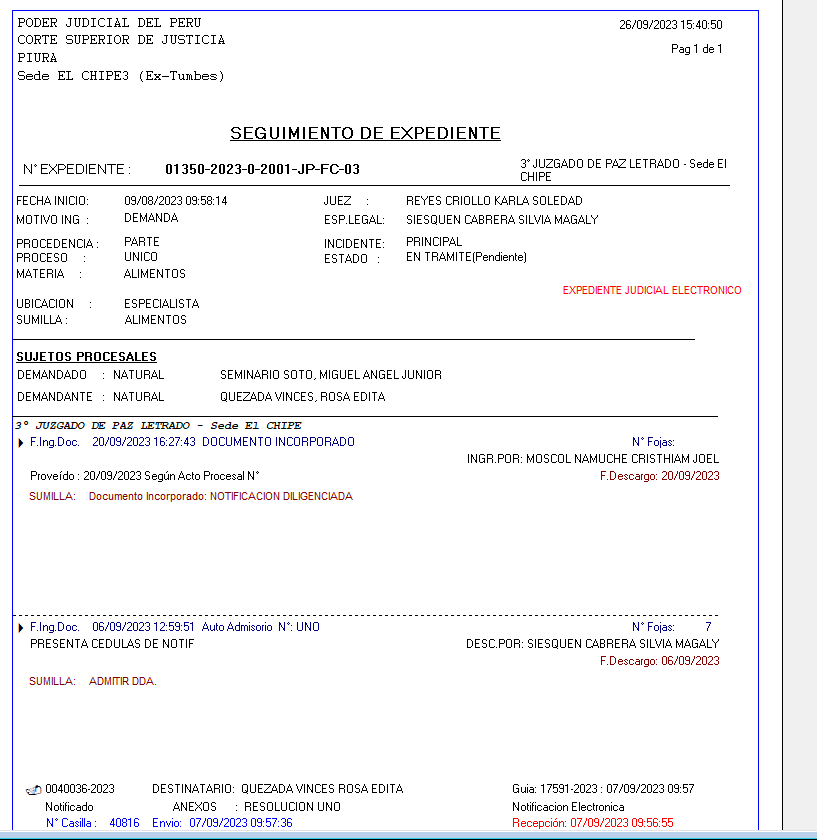 PODER JUDICIAL DEL PERU
26/09/2023 15:40:50
CORTE SUPERIOR DE JUSTICIA
Pag 1 de 1
PIURA
Sede EL CHIPE3 (Ex-Tumbes)
SEGUIMIENTO DE EXPEDIENTE
N° EXPEDIENTE : 01350-2023-0-2001-JP-FC-03 3° JUZGADO DE PAZ LETRADO - Sede El
CHIPE
FECHA INICIO: 09/08/2023 09:58:14 JUEZ : REYES CRIOLLO KARLA SOLEDAD
MOTIVO ING : DEMANDA ESP.LEGAL: SIESQUEN CABRERA SILVIA MAGALY
PROCEDENCIA : PARTE INCIDENTE: PRINCIPAL
PROCESO : UNICO ESTADO : EN TRAMITE(Pendiente)
MATERIA : ALIMENTOS
EXPEDIENTE JUDICIAL ELECTRONICO
UBICACION : ESPECIALISTA
SUMILLA : ALIMENTOS
SUJETOS PROCESALES
DEMANDADO : NATURAL SEMINARIO SOTO, MIGUEL ANGEL JUNIOR
DEMANDANTE : NATURAL QUEZADA VINCES, ROSA EDITA
3° JUZGADO DE PAZ LETRADO - Sede El CHIPE
F.Ing.Doc. 20/09/2023 16:27:43 DOCUMENTO INCORPORADO N° Fojas:
INGR.POR: MOSCOL NAMUCHE CRISTHIAM JOEL
Proveído : 20/09/2023 Según Acto Procesal N° F.Descargo: 20/09/2023
SUMILLA: Documento Incorporado: NOTIFICACION DILIGENCIADA
F.Ing.Doc. 06/09/2023 12:59:51 Auto Admisorio N°: UNO N° Fojas: 7
PRESENTA CEDULAS DE NOTIF DESC.POR: SIESQUEN CABRERA SILVIA MAGALY
F.Descargo: 06/09/2023
SUMILLA: ADMITIR DDA.
0040036-2023 DESTINATARIO: QUEZADA VINCES ROSA EDITA Guia: 17591-2023 : 07/09/2023 09:57
Notificado ANEXOS : RESOLUCION UNO Notificacion Electronica
N° Casilla : 40816 Envio: 07/09/2023 09:57:36 Recepción: 07/09/2023 09:56:55